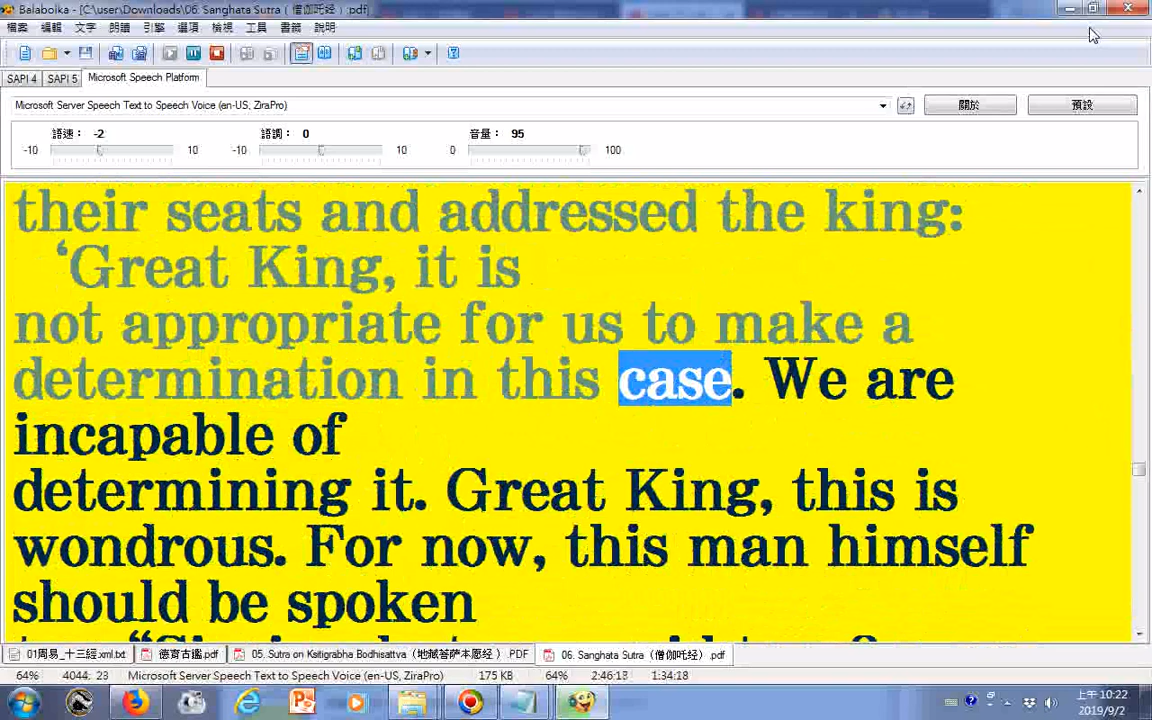 Balabolka - [C:\user\Downloads\06. Sanghata Sutra（僧伽吒经）.pdf]
檔案 編輯 文字 朗讀 引擎 選項 檢視 工具 書籤 說明
SAPI 4 SAPI 5 Microsoft Speech Platform
Microsoft Server Speech Text to Speech Voice (en-US, ZiraPro) 關於 預設
語速： -2 語調： 0 音量： 95
-10 10 -10 10 0 100
their seats and addressed the king:
‘Great King, it is
not appropriate for us to make a
determination in this case. We are
incapable of
determining it. Great King, this is
wondrous. For now, this man himself
should be spoken
01周易_十三經.xml.txt 德育古鑑.pdf 05. Sutra on Ksitigrabha Bodhisattva（地藏菩萨本愿经）.PDF 06. Sanghata Sutra（僧伽吒经）.pdf
64% 4044: 23 Microsoft Server Speech Text to Speech Voice (en-US, ZiraPro) 175 KB 64% 2:46:13 1:34:18
上午 10:22
2019/9/2